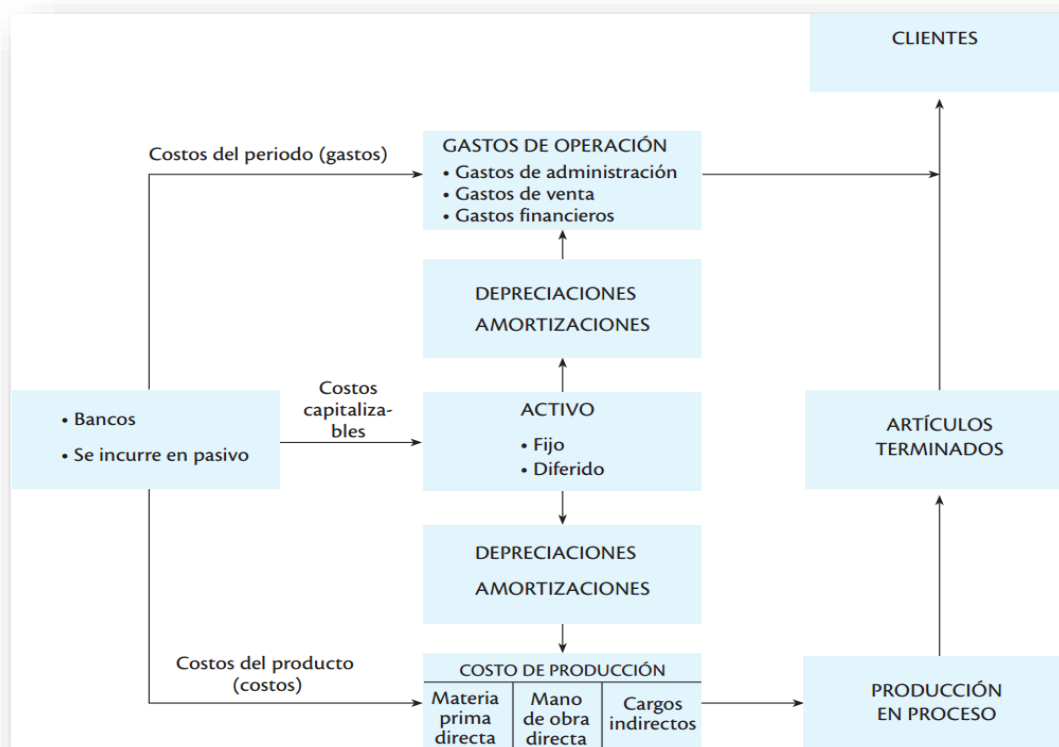 CLIENTES
Costos del periodo (gastos)
GASTOS DE OPERACIÓN
• Gastos de administración
• Gastos de venta
• Gastos financieros
DEPRECIACIONES
AMORTIZACIONES
• Bancos
• Se incurre en pasivo
Costos
capitaliza-
bles
ACTIVO
• Fijo
• Diferido
ARTÍCULOS
TERMINADOS
DEPRECIACIONES
AMORTIZACIONES
Costos del producto
(costos)
COSTO DE PRODUCCIÓN
Materia
prima
directa
Mano
de obra
directa
Cargos
indirectos
PRODUCCIÓN
EN PROCESO